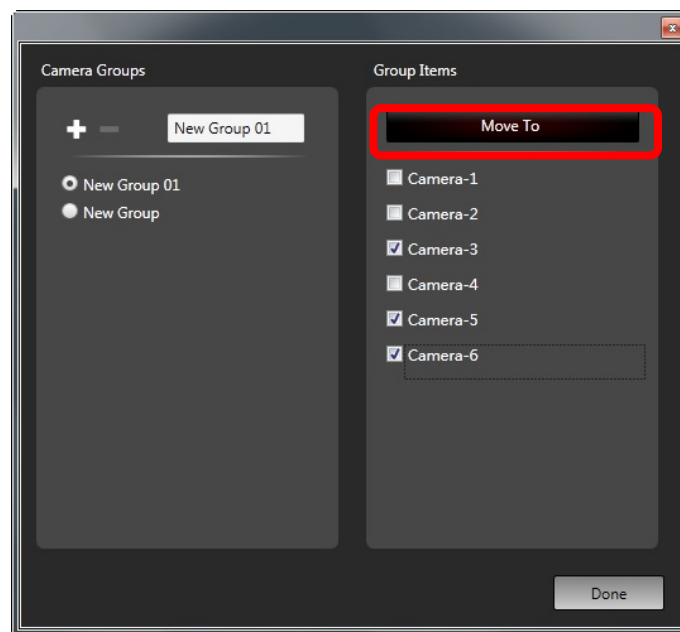 Camera Groups
New Group 01
New Group 01
New Group
Group Items
Move To
Camera-1
Camera-2
Camera-3
Camera-4
Camera-5
Camera-6
Done